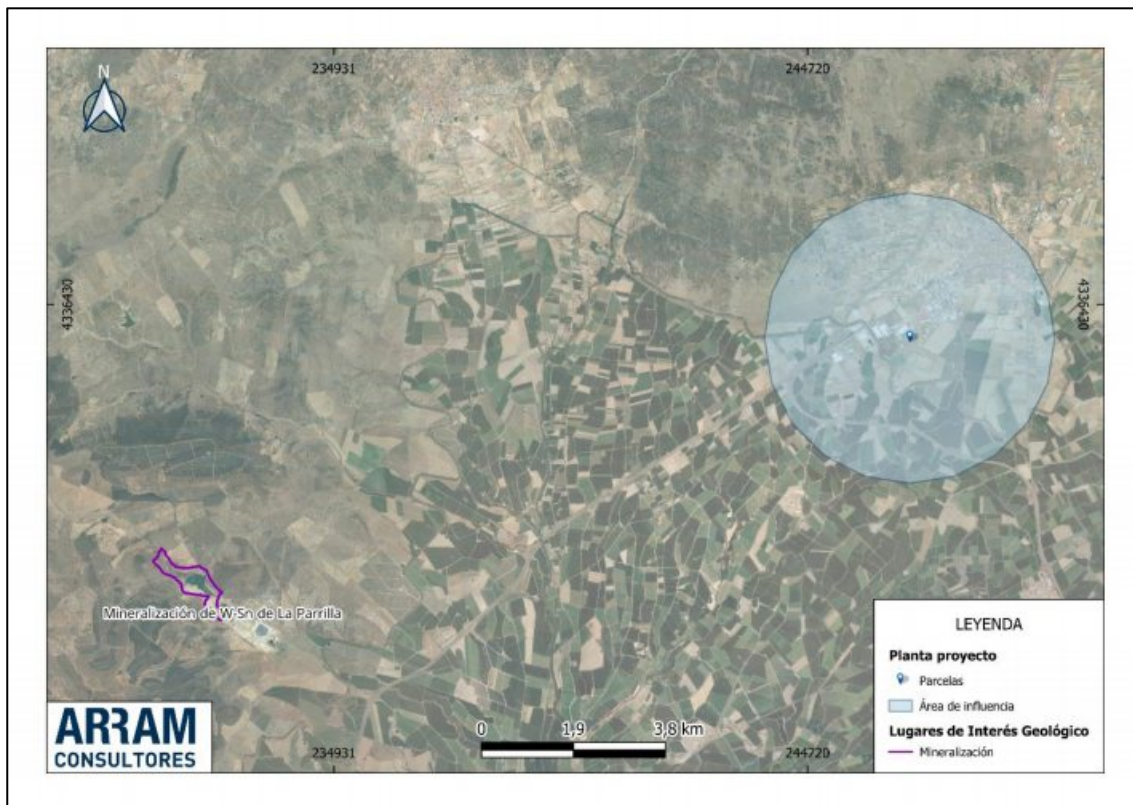 N
234931
244720
4336430
4336430
Mineralización de W-Sn de La Parrilla
LEYENDA
Planta proyecto
Parcelas
Área de influencia
Lugares de Interés Geológico
Mineralización
ARRAM
CONSULTORES
0
1,9
3,8 km
234931
244720